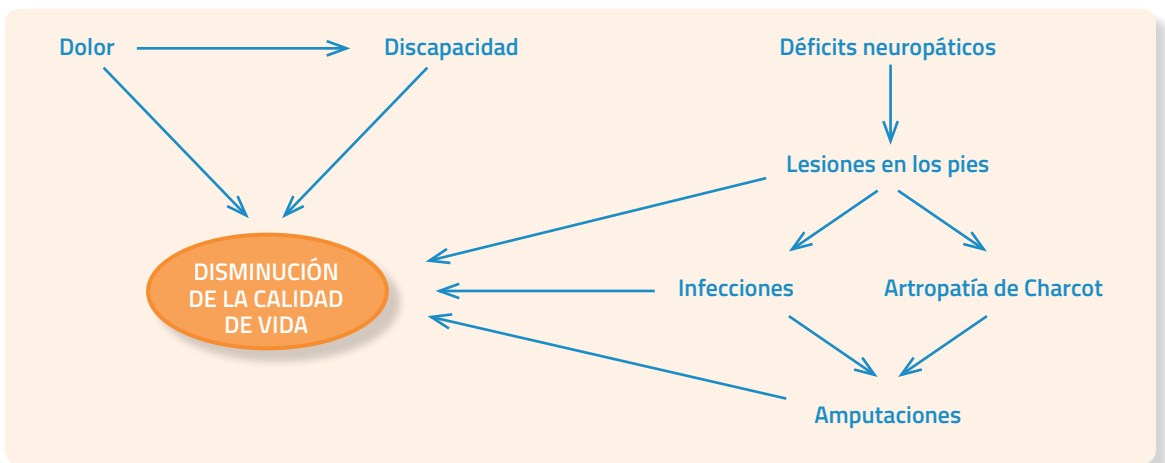 Dolor
Discapacidad
Déficits neuropáticos
Lesiones en los pies
DISMINUCIÓN
DE LA CALIDAD
DE VIDA
Infecciones
Artropatía de Charcot
Amputaciones